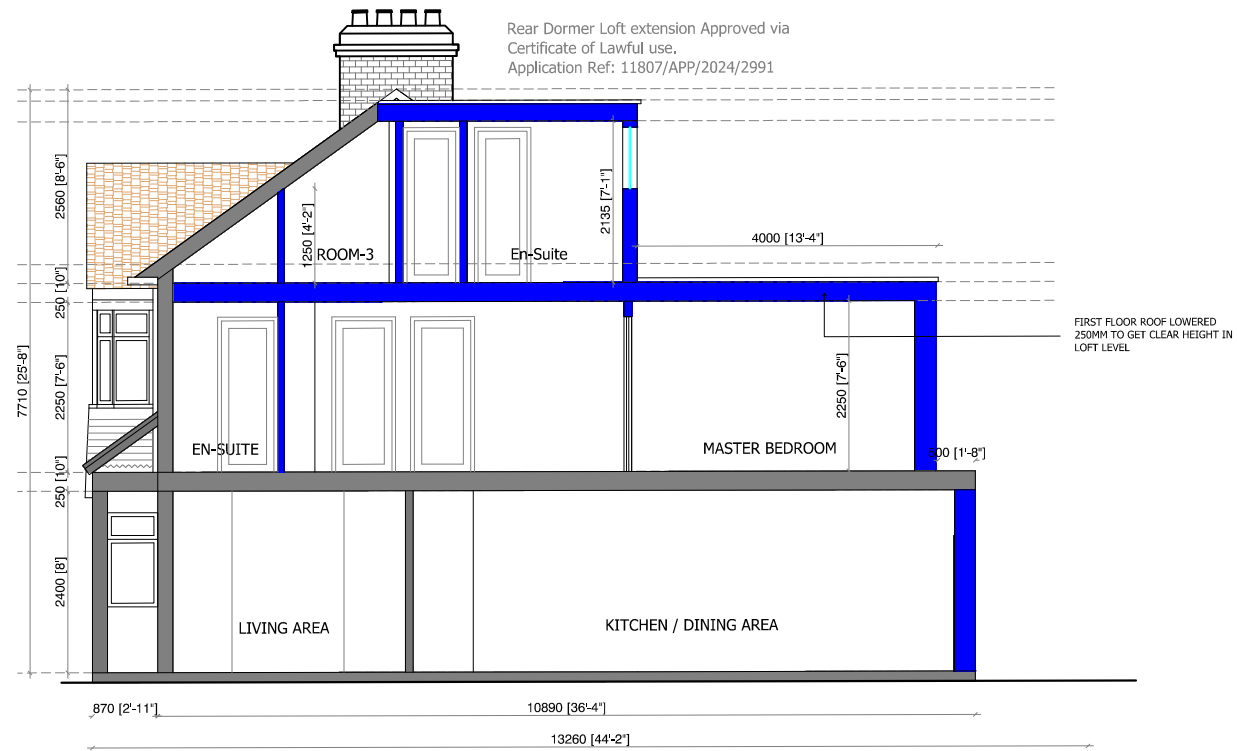 Rear Dormer Loft extension Approved via
Certificate of Lawful use.
Application Ref: 11807/APP/2024/2991
2560 [8'-6"]
250 [10"]
2250 [7'-6"]
250 [10"]
2400 [8']
7710 [25'-8"]
1250 [4'-2"]
ROOM-3
En-Suite
2135 [7'-1"]
4000 [13'-4"]
FIRST FLOOR ROOF LOWERED
250MM TO GET CLEAR HEIGHT IN
LOFT LEVEL
EN-SUITE
MASTER BEDROOM
2250 [7'-6"]
500 [1'-8"]
LIVING AREA
KITCHEN / DINING AREA
870 [2'-11"]
10890 [36'-4"]
13260 [44'-2"]